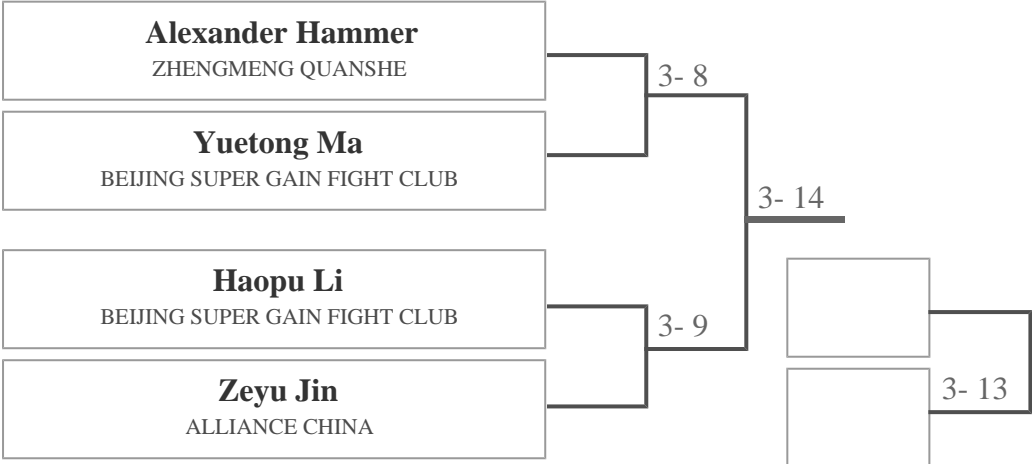 Alexander Hammer
ZHENGMENG QUANSHE
3- 8
Yuetong Ma
BEIJING SUPER GAIN FIGHT CLUB
3- 14
Haopu Li
BEIJING SUPER GAIN FIGHT CLUB
3- 9
Zeyu Jin
ALLIANCE CHINA
3- 13